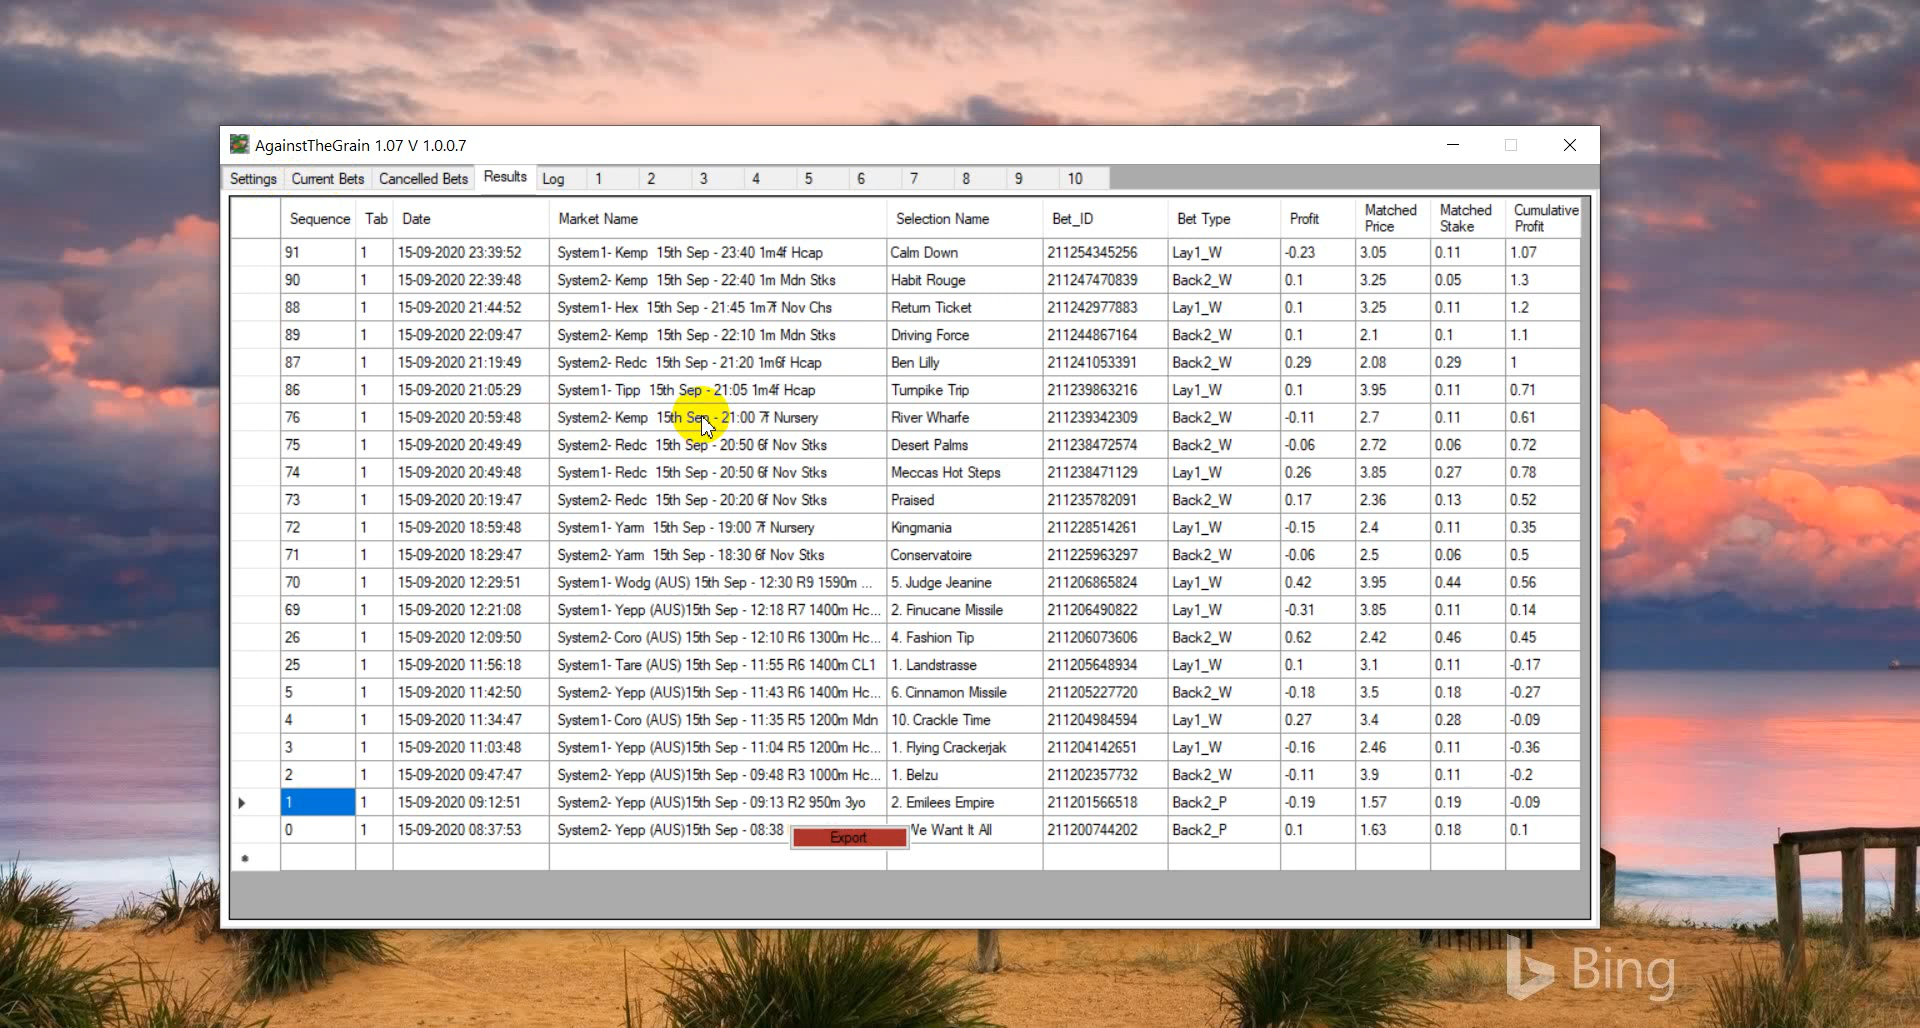 AgainstTheGrain 1.07 V 1.0.0.7
Settings Current Bets Cancelled Bets Results Log 1 2 3 4 5 6 7 8 9 10
Sequence Tab Date Market Name Selection Name Bet_ID Bet Type Profit Matched Price Matched Stake Cumulative Profit
91 1 15-09-2020 23:39:52 System1- Kemp 15th Sep - 23:40 1m4f Hcap Calm Down 211254345256 Lay1_W -0.23 3.05 0.11 1.07
90 1 15-09-2020 22:39:48 System2- Kemp 15th Sep - 22:40 1m Mdn Stks Habit Rouge 211247470839 Back2_W 0.1 3.25 0.05 1.3
88 1 15-09-2020 21:44:52 System1- Hex 15th Sep - 21:45 1m7f Nov Chs Return Ticket 211242977883 Lay1_W 0.1 3.25 0.11 1.2
89 1 15-09-2020 22:09:47 System2- Kemp 15th Sep - 22:10 1m Mdn Stks Driving Force 211244867164 Back2_W 0.1 2.1 0.1 1.1
87 1 15-09-2020 21:19:49 System2- Redc 15th Sep - 21:20 1m6f Hcap Ben Lilly 211241053391 Back2_W 0.29 2.08 0.29 1
86 1 15-09-2020 21:05:29 System1- Tipp 15th Sep - 21:05 1m4f Hcap Turnpike Trip 211239863216 Lay1_W 0.1 3.95 0.11 0.71
76 1 15-09-2020 20:59:48 System2- Kemp 15th Sep - 21:00 7f Nursery River Wharfe 211239342309 Back2_W -0.11 2.7 0.11 0.61
75 1 15-09-2020 20:49:49 System2- Redc 15th Sep - 20:50 6f Nov Stks Desert Palms 211238472574 Back2_W -0.06 2.72 0.06 0.72
74 1 15-09-2020 20:49:48 System1- Redc 15th Sep - 20:50 6f Nov Stks Meccas Hot Steps 211238471129 Lay1_W 0.26 3.85 0.27 0.78
73 1 15-09-2020 20:19:47 System2- Redc 15th Sep - 20:20 6f Nov Stks Praised 211235782091 Back2_W 0.17 2.36 0.13 0.52
72 1 15-09-2020 18:59:48 System1- Yarm 15th Sep - 19:00 7f Nursery Kingmania 211228514261 Lay1_W -0.15 2.4 0.11 0.35
71 1 15-09-2020 18:29:47 System2- Yarm 15th Sep - 18:30 6f Nov Stks Conservatoire 211225963297 Back2_W -0.06 2.5 0.06 0.5
70 1 15-09-2020 12:29:51 System1- Wodg (AUS) 15th Sep - 12:30 R9 1590m ... 5. Judge Jeanine 211206865824 Lay1_W 0.42 3.95 0.44 0.56
69 1 15-09-2020 12:21:08 System1- Yepp (AUS)15th Sep - 12:18 R7 1400m Hc... 2. Finucane Missile 211206490822 Lay1_W -0.31 3.85 0.11 0.14
26 1 15-09-2020 12:09:50 System2- Coro (AUS) 15th Sep - 12:10 R6 1300m Hc... 4. Fashion Tip 211206073606 Back2_W 0.62 2.42 0.46 0.45
25 1 15-09-2020 11:56:18 System1- Tare (AUS) 15th Sep - 11:55 R6 1400m CL1 1. Landstrasse 211205648934 Lay1_W 0.1 3.1 0.11 -0.17
5 1 15-09-2020 11:42:50 System2- Yepp (AUS)15th Sep - 11:43 R6 1400m Hc... 6. Cinnamon Missile 211205227720 Back2_W -0.18 3.5 0.18 -0.27
4 1 15-09-2020 11:34:47 System1- Coro (AUS) 15th Sep - 11:35 R5 1200m Mdn 10. Crackle Time 211204984594 Lay1_W 0.27 3.4 0.28 -0.09
3 1 15-09-2020 11:03:48 System1- Yepp (AUS)15th Sep - 11:04 R5 1200m Hc... 1. Flying Crackerjak 211204142651 Lay1_W -0.16 2.46 0.11 -0.36
2 1 15-09-2020 09:47:47 System2- Yepp (AUS)15th Sep - 09:48 R3 1000m Hc... 1. Belzu 211202357732 Back2_W -0.11 3.9 0.11 -0.2
1 1 15-09-2020 09:12:51 System2- Yepp (AUS)15th Sep - 09:13 R2 950m 3yo 2. Emilees Empire 211201566518 Back2_P -0.19 1.57 0.19 -0.09
0 1 15-09-2020 08:37:53 System2- Yepp (AUS)15th Sep - 08:38 We Want It All 211200744202 Back2_P 0.1 1.63 0.18 0.1
Export
Bing